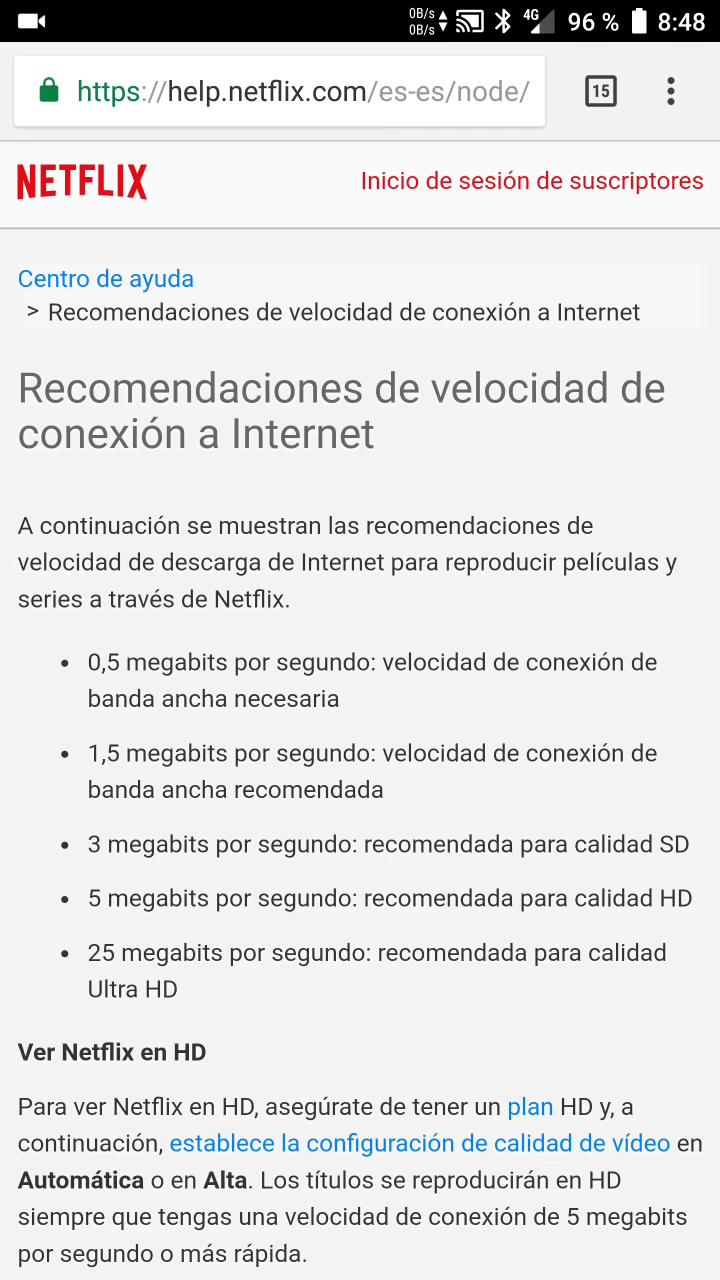 0B/s
0B/s
4G
96 %
8:48
https://help.netflix.com/es-es/node/
15
NETFLIX
Inicio de sesión de suscriptores
Centro de ayuda
> Recomendaciones de velocidad de conexión a Internet
Recomendaciones de velocidad de
conexión a Internet
A continuación se muestran las recomendaciones de
velocidad de descarga de Internet para reproducir películas y
series a través de Netflix.
• 0,5 megabits por segundo: velocidad de conexión de
banda ancha necesaria
• 1,5 megabits por segundo: velocidad de conexión de
banda ancha recomendada
• 3 megabits por segundo: recomendada para calidad SD
• 5 megabits por segundo: recomendada para calidad HD
• 25 megabits por segundo: recomendada para calidad
Ultra HD
Ver Netflix en HD
Para ver Netflix en HD, asegúrate de tener un plan HD y, a
continuación, establece la configuración de calidad de vídeo en
Automática o en Alta. Los títulos se reproducirán en HD
siempre que tengas una velocidad de conexión de 5 megabits
por segundo o más rápida.